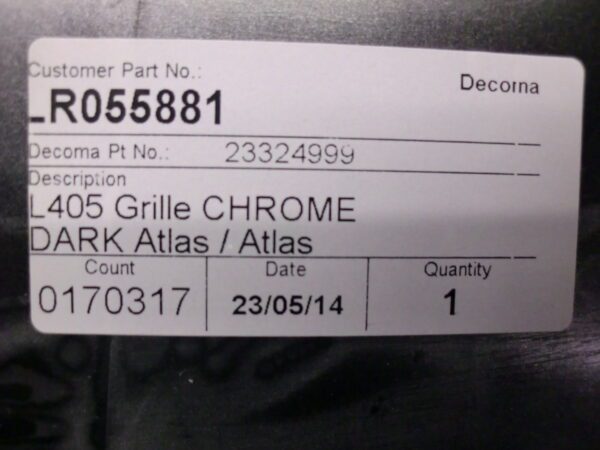 Customer Part No.:
Decoma
LR055881
Decoma Pt No.: 23324999
Description
L405 Grille CHROME
DARK Atlas / Atlas
Count Date Quantity
0170317 23/05/14 1